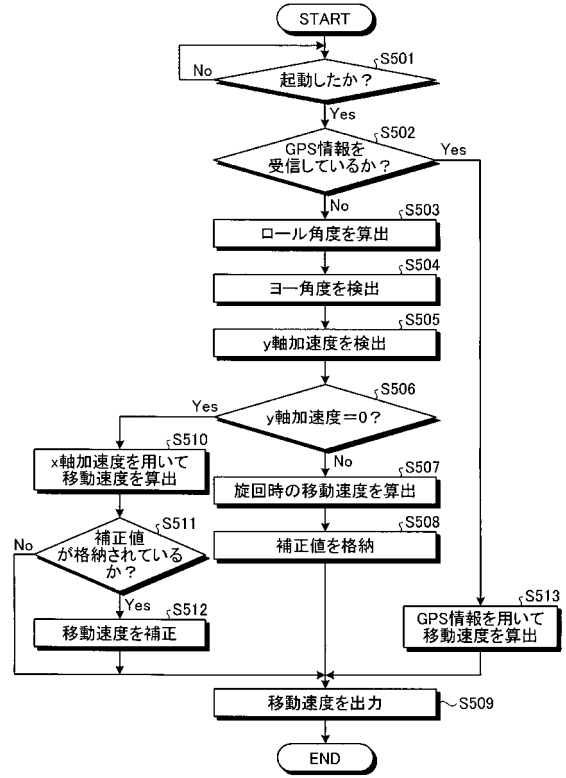 START
S501
起動したか？
No
Yes
S502
GPS情報を
受信しているか？
Yes
No
S503
ロール角度を算出
S504
ヨー角度を検出
S505
y軸加速度を検出
S506
y軸加速度＝0？
Yes
No
S510
x軸加速度を用いて
移動速度を算出
S507
旋回時の移動速度を算出
S511
補正値
が格納されている
か？
No
Yes
S508
補正値を格納
S512
移動速度を補正
S513
GPS情報を用いて
移動速度を算出
移動速度を出力
S509
END